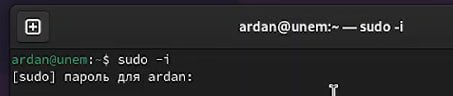 ardan@unem:~ — sudo -i
ardan@unem:~$ sudo -i
[sudo] пароль для ardan: